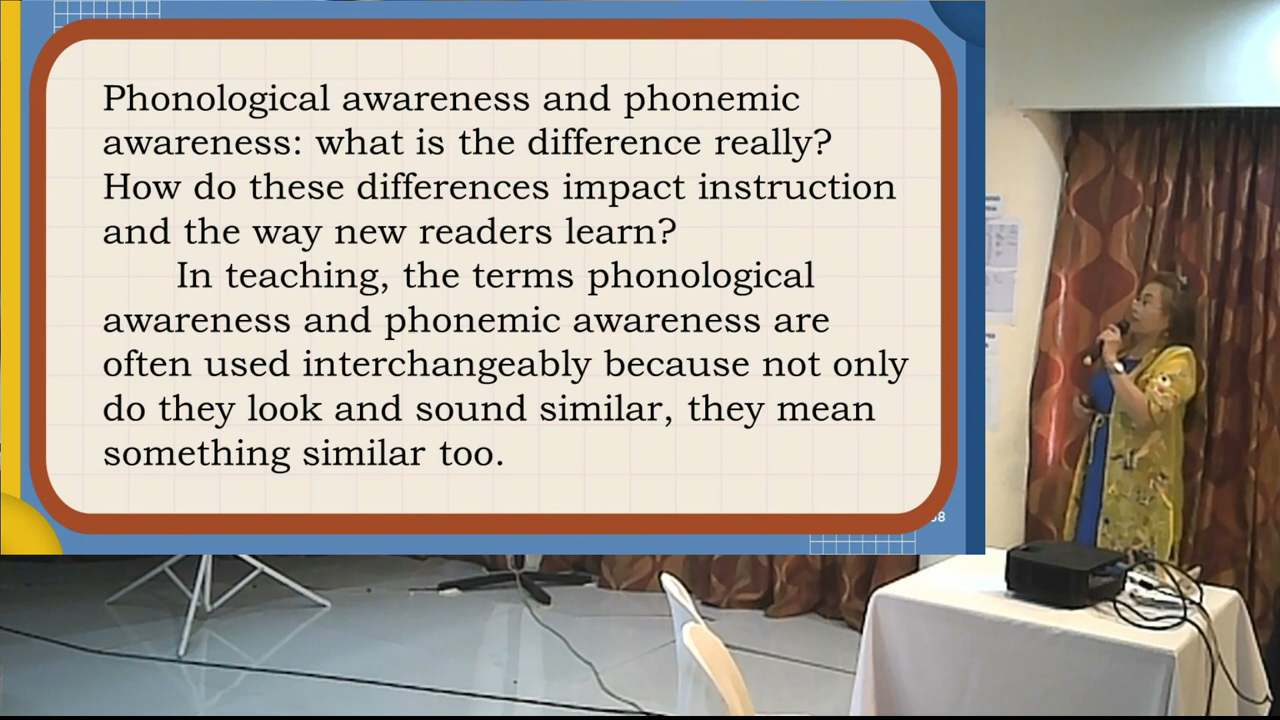 Phonological awareness and phonemic
awareness: what is the difference really?
How do these differences impact instruction
and the way new readers learn?
In teaching, the terms phonological
awareness and phonemic awareness are
often used interchangeably because not only
do they look and sound similar, they mean
something similar too.